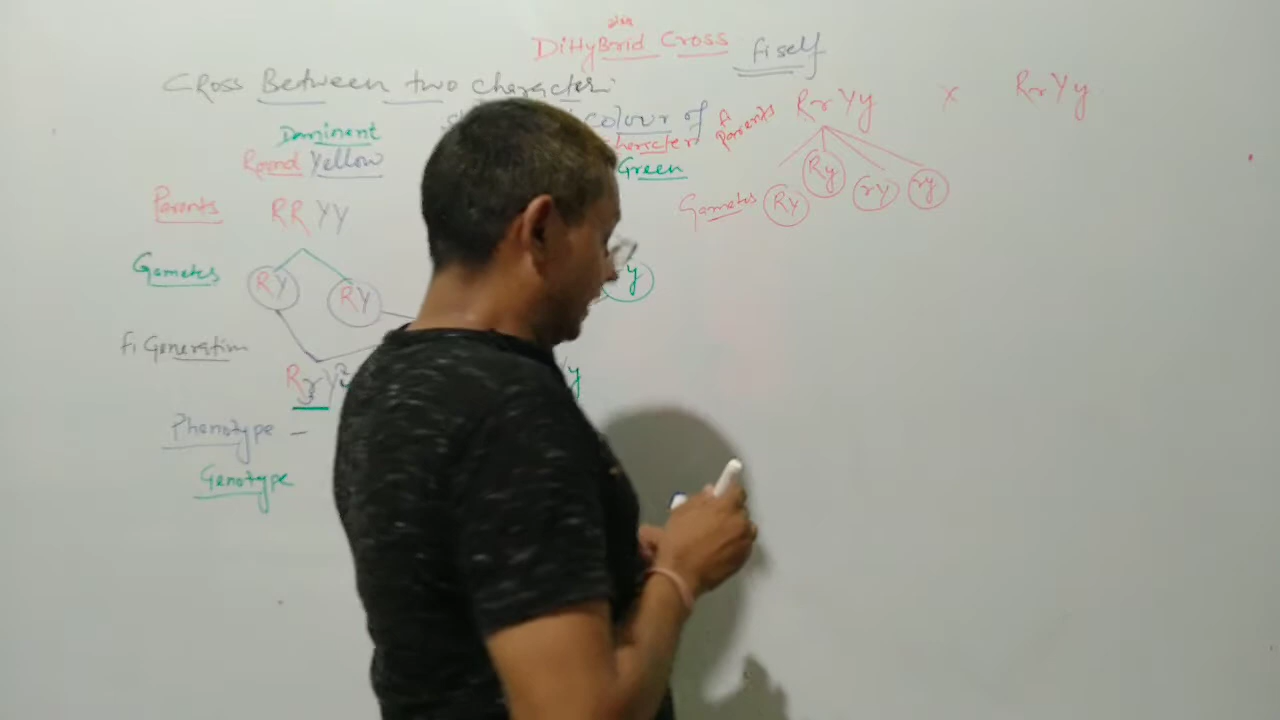 DiHyBrid Cross
F1 self
CRoss Between two character:
colour of
Character
Dominant
Round Yellow
Green
Parents RR YY
Gametes RY RY y
F1 Generation
Phenotype -
Genotype
Parents RrYy x RrYy
Gametes RY Ry rY ry